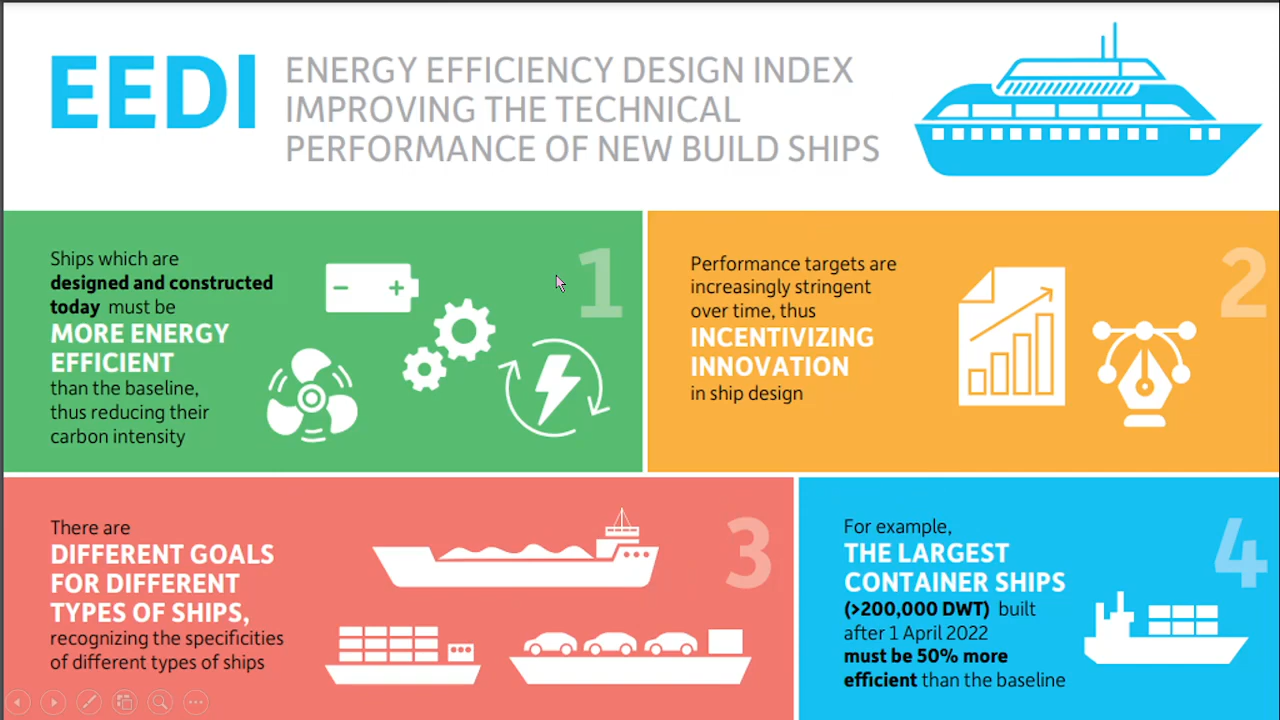 EEDI
ENERGY EFFICIENCY DESIGN INDEX
IMPROVING THE TECHNICAL
PERFORMANCE OF NEW BUILD SHIPS
1
Ships which are
designed and constructed
today must be
MORE ENERGY
EFFICIENT
than the baseline,
thus reducing their
carbon intensity
2
Performance targets are
increasingly stringent
over time, thus
INCENTIVIZING
INNOVATION
in ship design
3
There are
DIFFERENT GOALS
FOR DIFFERENT
TYPES OF SHIPS,
recognizing the specificities
of different types of ships
4
For example,
THE LARGEST
CONTAINER SHIPS
(>200,000 DWT) built
after 1 April 2022
must be 50% more
efficient than the baseline